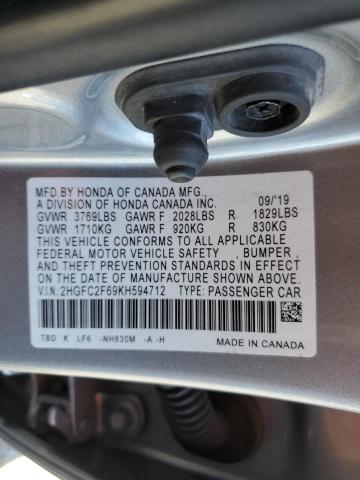 MFD.BY HONDA OF CANADA MFG.,
A DIVISION OF HONDA CANADA INC. 09/'19
GVWR 3769LBS GAWR F 2028LBS R 1829LBS
GVWR 1710KG GAWR F 920KG R 830KG
THIS VEHICLE CONFORMS TO ALL APPLICABLE
FEDERAL MOTOR VEHICLE SAFETY , BUMPER ,
AND THEFT PREVENTION STANDARDS IN EFFECT
ON THE DATE OF MANUFACTURE SHOWN ABOVE.
V.I.N: 2HGFC2F69KH594712 TYPE: PASSENGER CAR
TBD K LF6 -NH830M -A -H
MADE IN CANADA